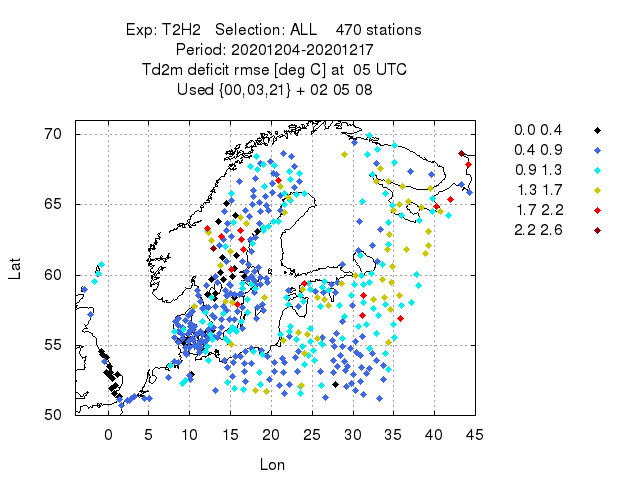 Exp: T2H2   Selection: ALL    470 stations
Period: 20201204-20201217
Td2m deficit rmse [deg C] at  05 UTC
Used {00,03,21} + 02 05 08
0.0 0.4
0.4 0.9
0.9 1.3
1.3 1.7
1.7 2.2
2.2 2.6
70
65
60
55
50
Lat
0 5 10 15 20 25 30 35 40 45
Lon